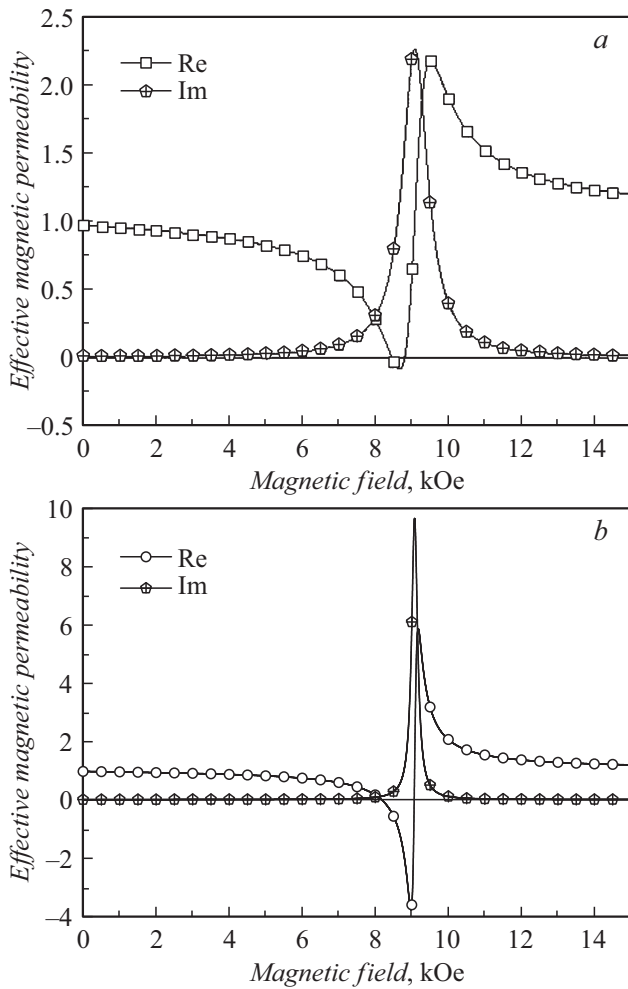 a
2.5
2.0
1.5
1.0
0.5
0
–0.5
Effective magnetic permeability
Re
Im
0 2 4 6 8 10 12 14
Magnetic field, kOe
b
10
8
6
4
2
0
–2
–4
Effective magnetic permeability
Re
Im
0 2 4 6 8 10 12 14
Magnetic field, kOe